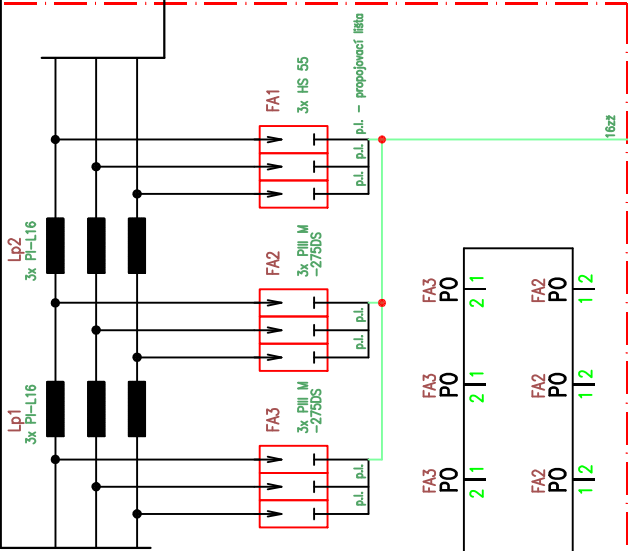 p.l. – propojovací lišta
FA1
3x HS 55
p.l.
p.l.
16zž
Lp2
3x PI-L16
FA2
3x PIII M
-275DS
p.l.
p.l.
Lp1
3x PI-L16
FA3
3x PIII M
-275DS
p.l.
p.l.
FA3
PO
2 1
FA2
PO
1 2
FA3
PO
2 1
FA2
PO
1 2
FA3
PO
2 1
FA2
PO
1 2